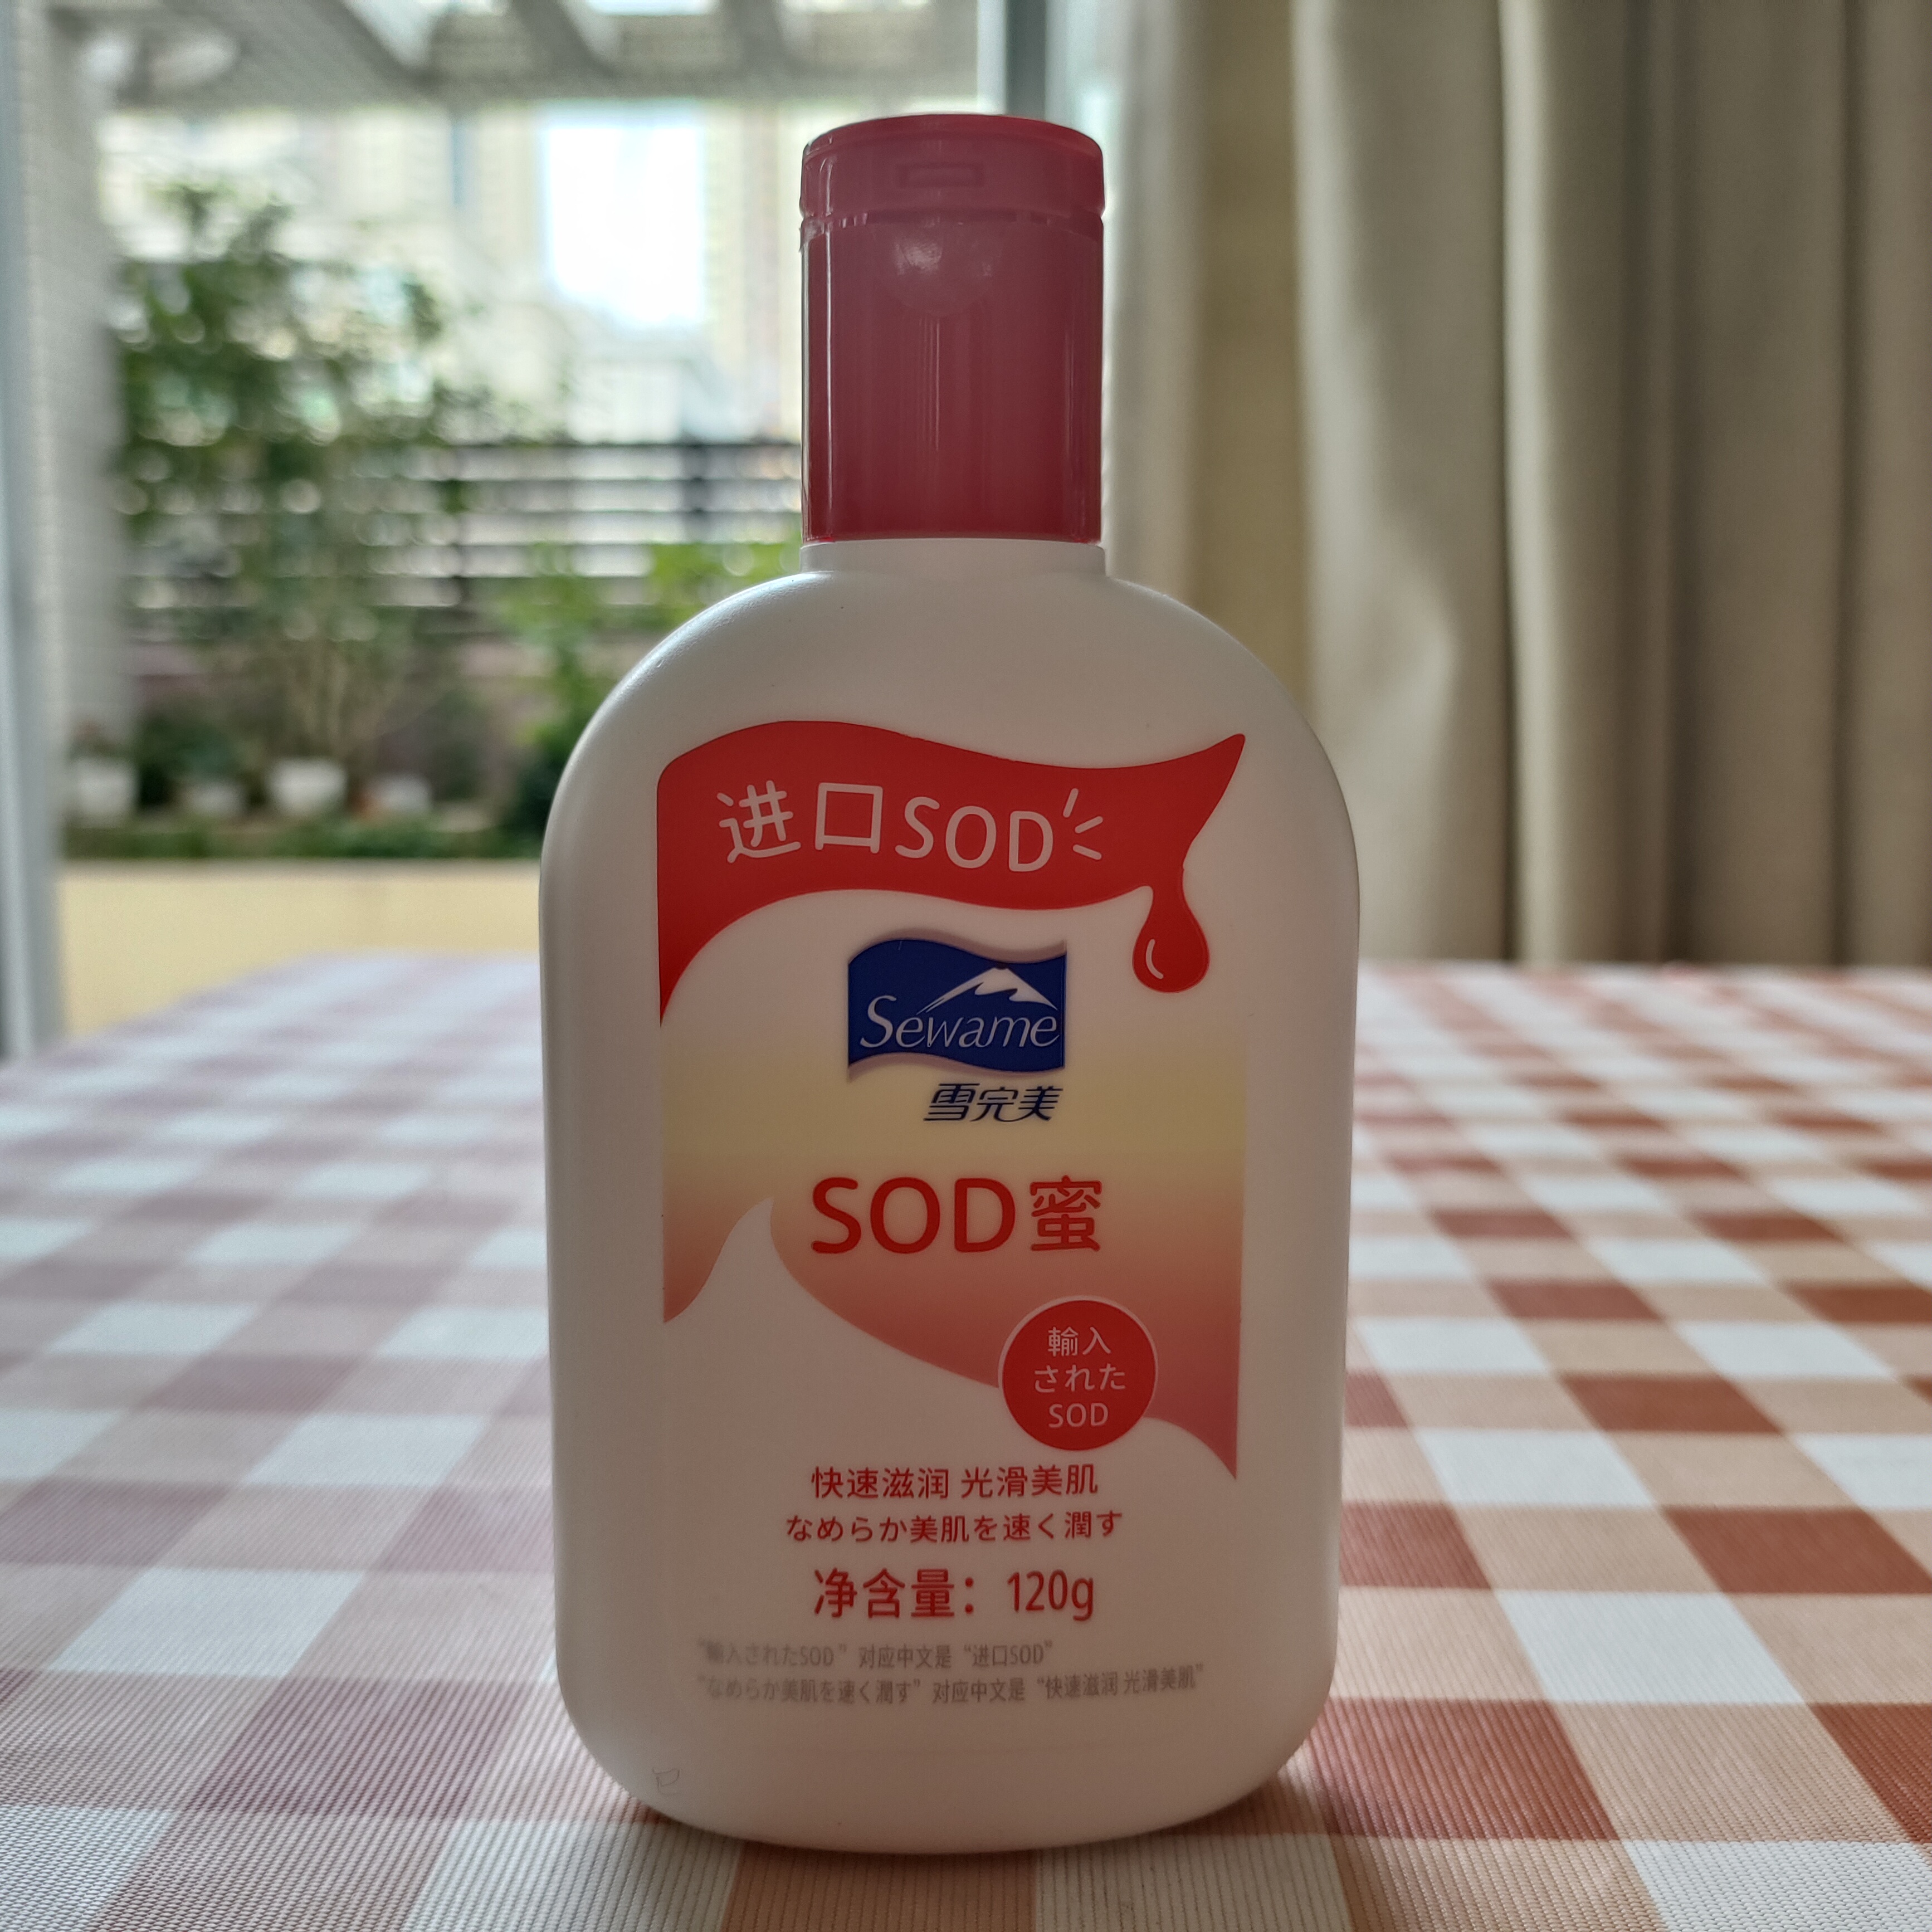 进口SOD
Sewame
雪完美
SOD蜜
輸入
された
SOD
快速滋润 光滑美肌
なめらか美肌を速く潤す
净含量：120g
“輸入されたSOD”对应中文是“进口SOD”
“なめらか美肌を速く潤す”对应中文是“快速滋润 光滑美肌”